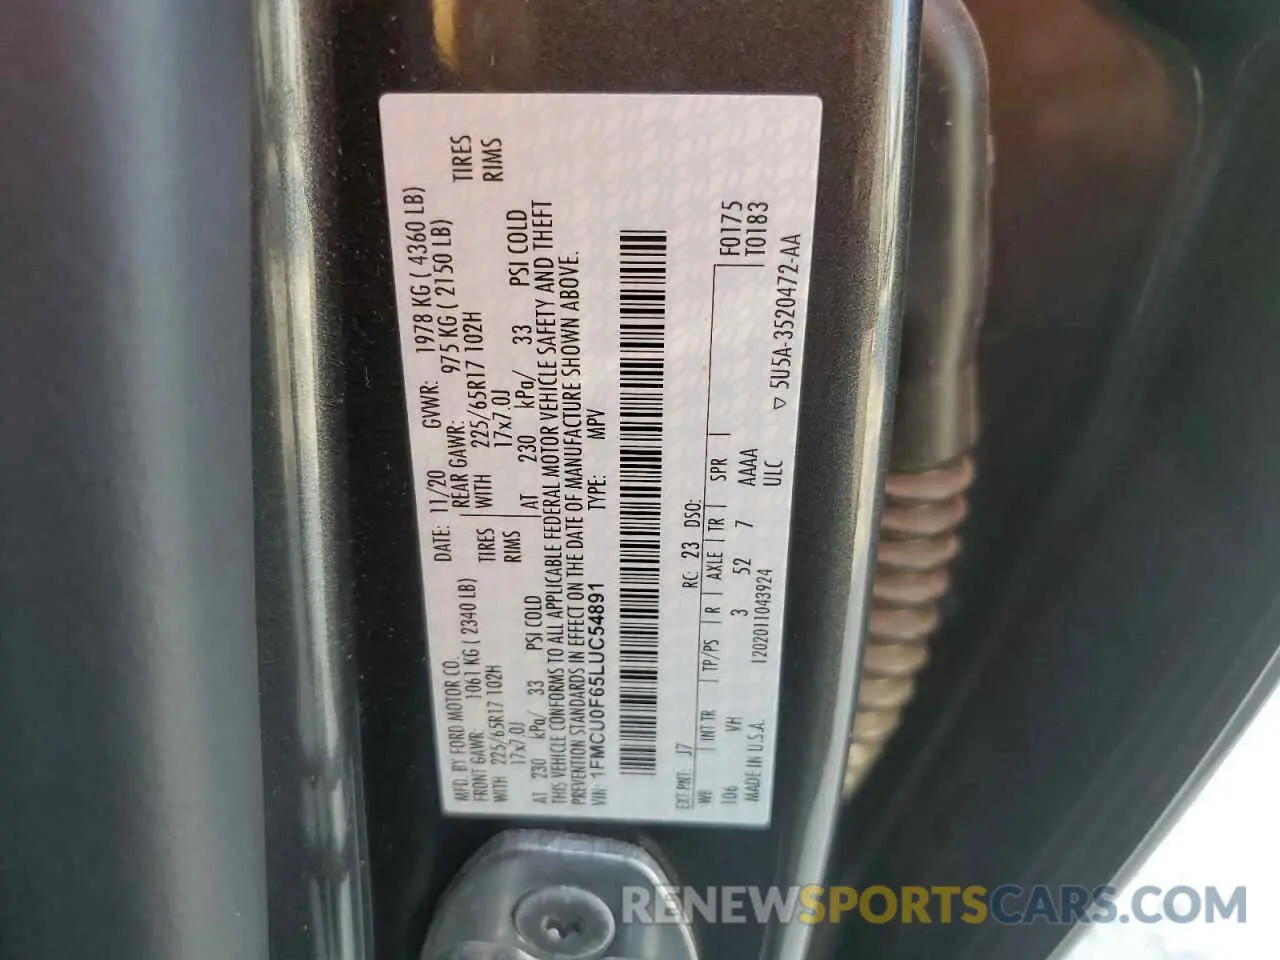 MFD. BY FORD MOTOR CO. DATE: 11/20 GVWR: 1978 KG ( 4360 LB)
FRONT GAWR: 1061 KG ( 2340 LB) REAR GAWR: 975 KG ( 2150 LB)
WITH 225/65R17 102H TIRES WITH 225/65R17 102H TIRES
17x7.0J RIMS 17x7.0J RIMS
AT 230 kPa/ 33 PSI COLD AT 230 kPa/ 33 PSI COLD
THIS VEHICLE CONFORMS TO ALL APPLICABLE FEDERAL MOTOR VEHICLE SAFETY AND THEFT
PREVENTION STANDARDS IN EFFECT ON THE DATE OF MANUFACTURE SHOWN ABOVE.
VIN: 1FMCU0F65LUC54891 TYPE: MPV
EXT PNT: J7 RC: 23 DSO: F0175
WB INT TR TP/PS R AXLE TR SPR T0183
106 VH 3 52 7 AAAA
MADE IN U.S.A. 1202011043924 ULC ▽ 5U5A-3520472-AA
RENEWSPORTSCARS.COM